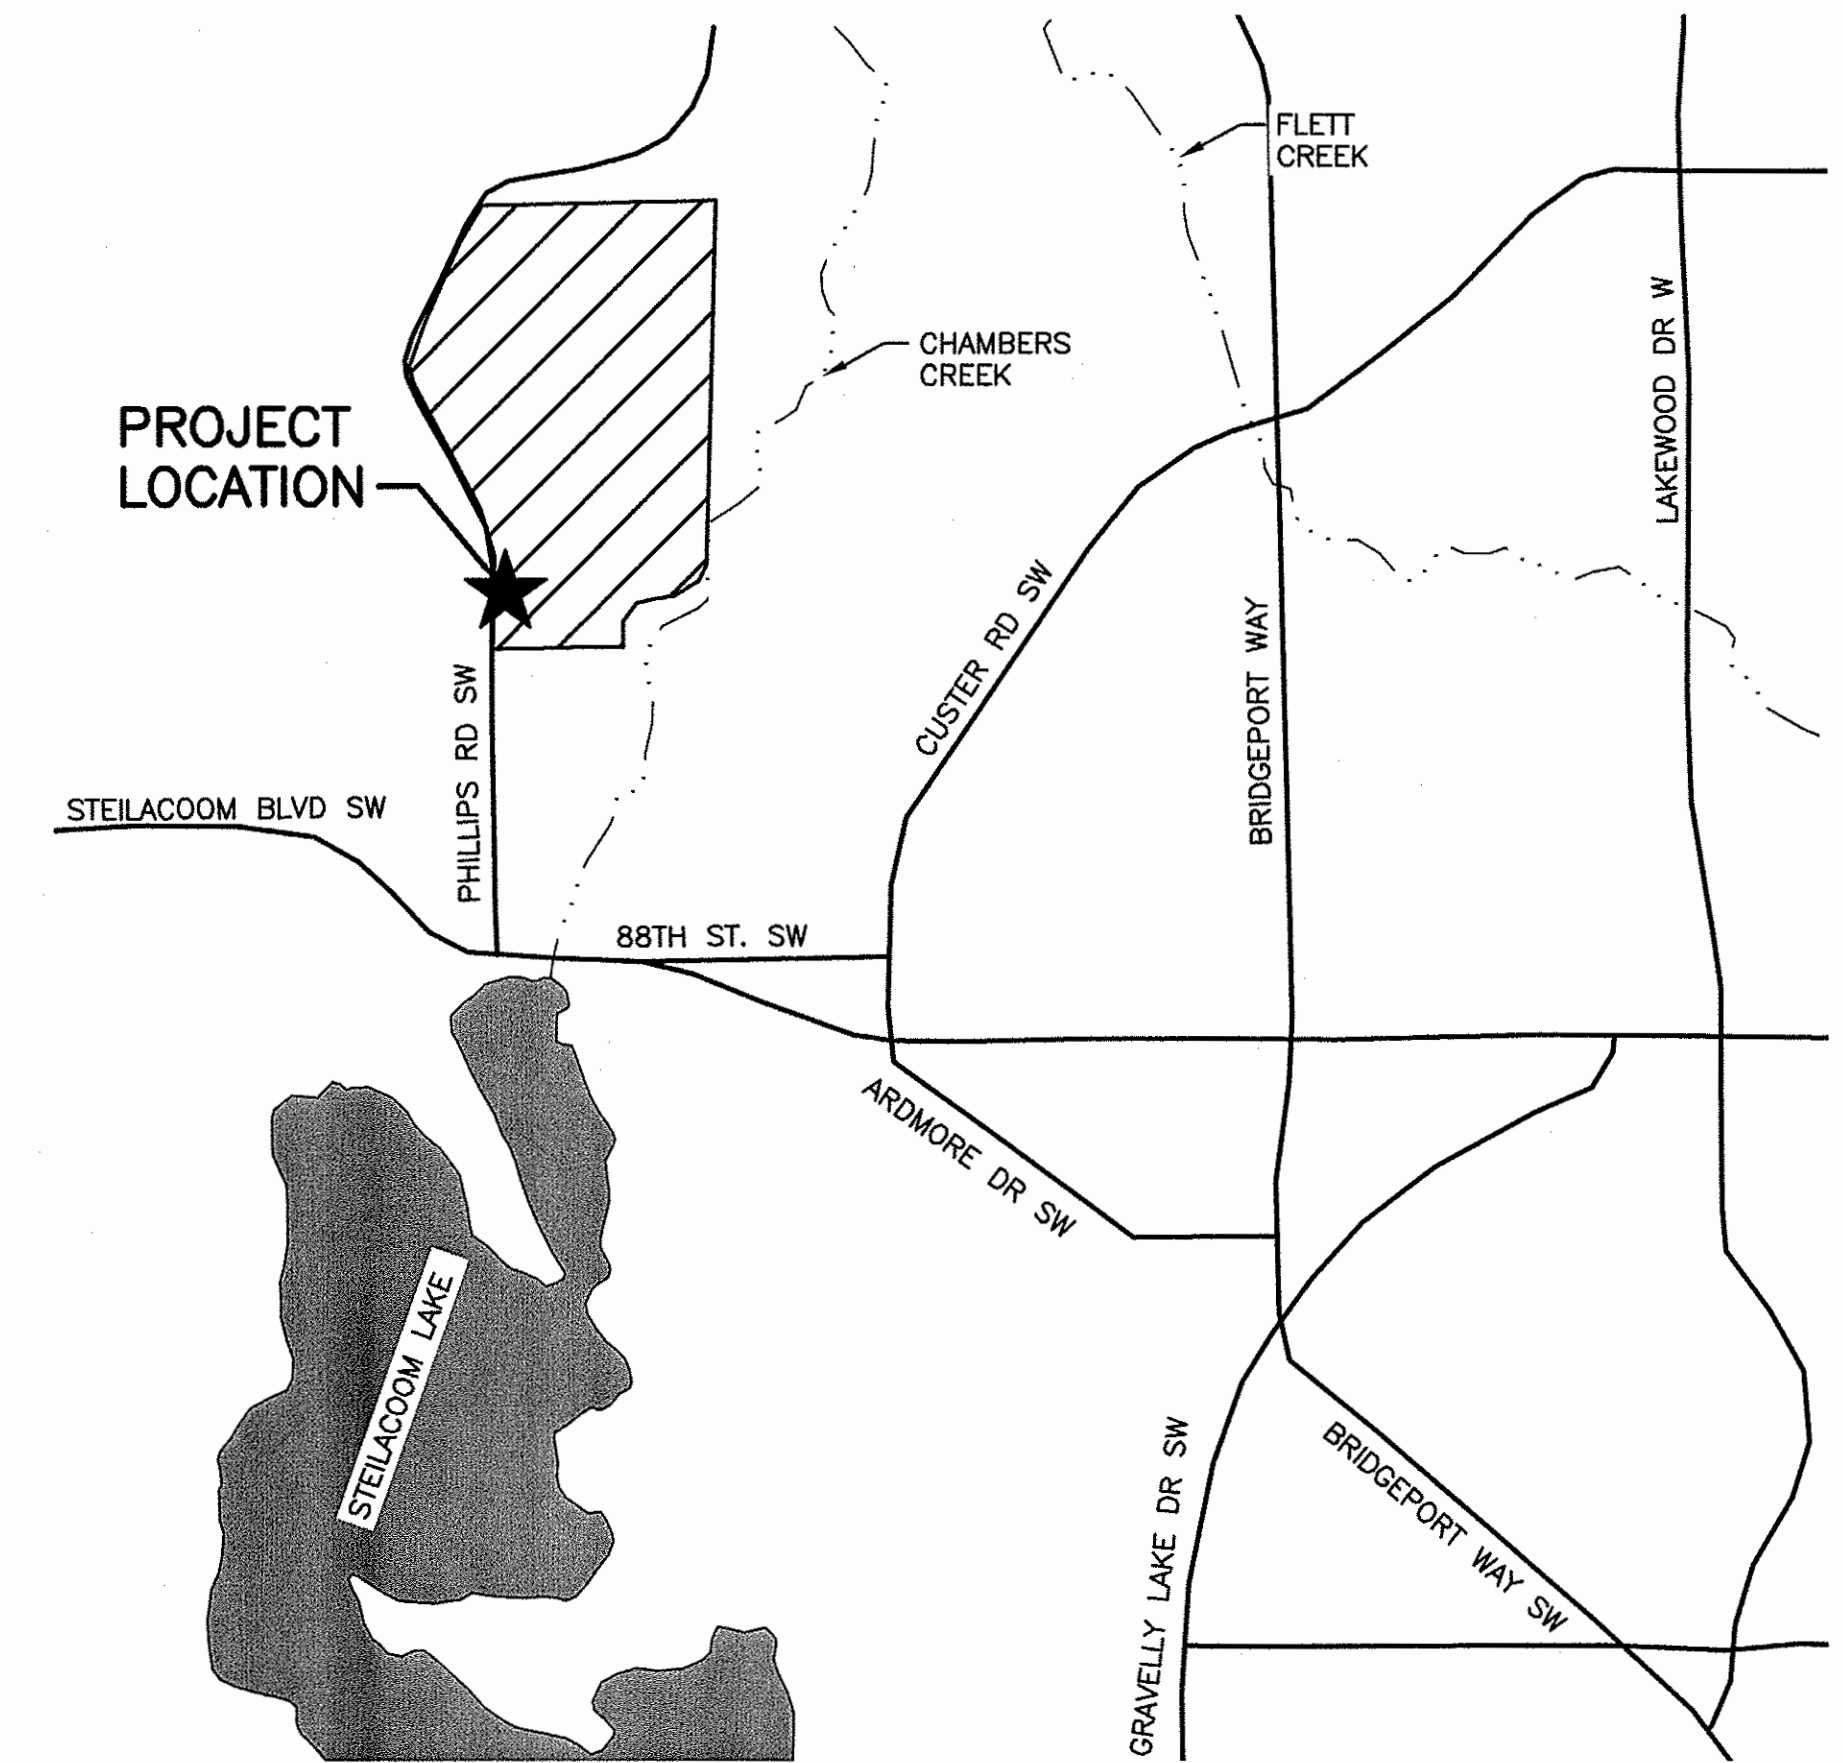 FLETT
CREEK
LAKEWOOD DR W
CHAMBERS
CREEK
PROJECT
LOCATION
CUSTER RD SW
BRIDGEPORT WAY
PHILLIPS RD SW
STEILACOOM BLVD SW
88TH ST. SW
ARDMORE DR SW
STEILACOOM LAKE
GRAVELLY LAKE DR SW
BRIDGEPORT WAY SW